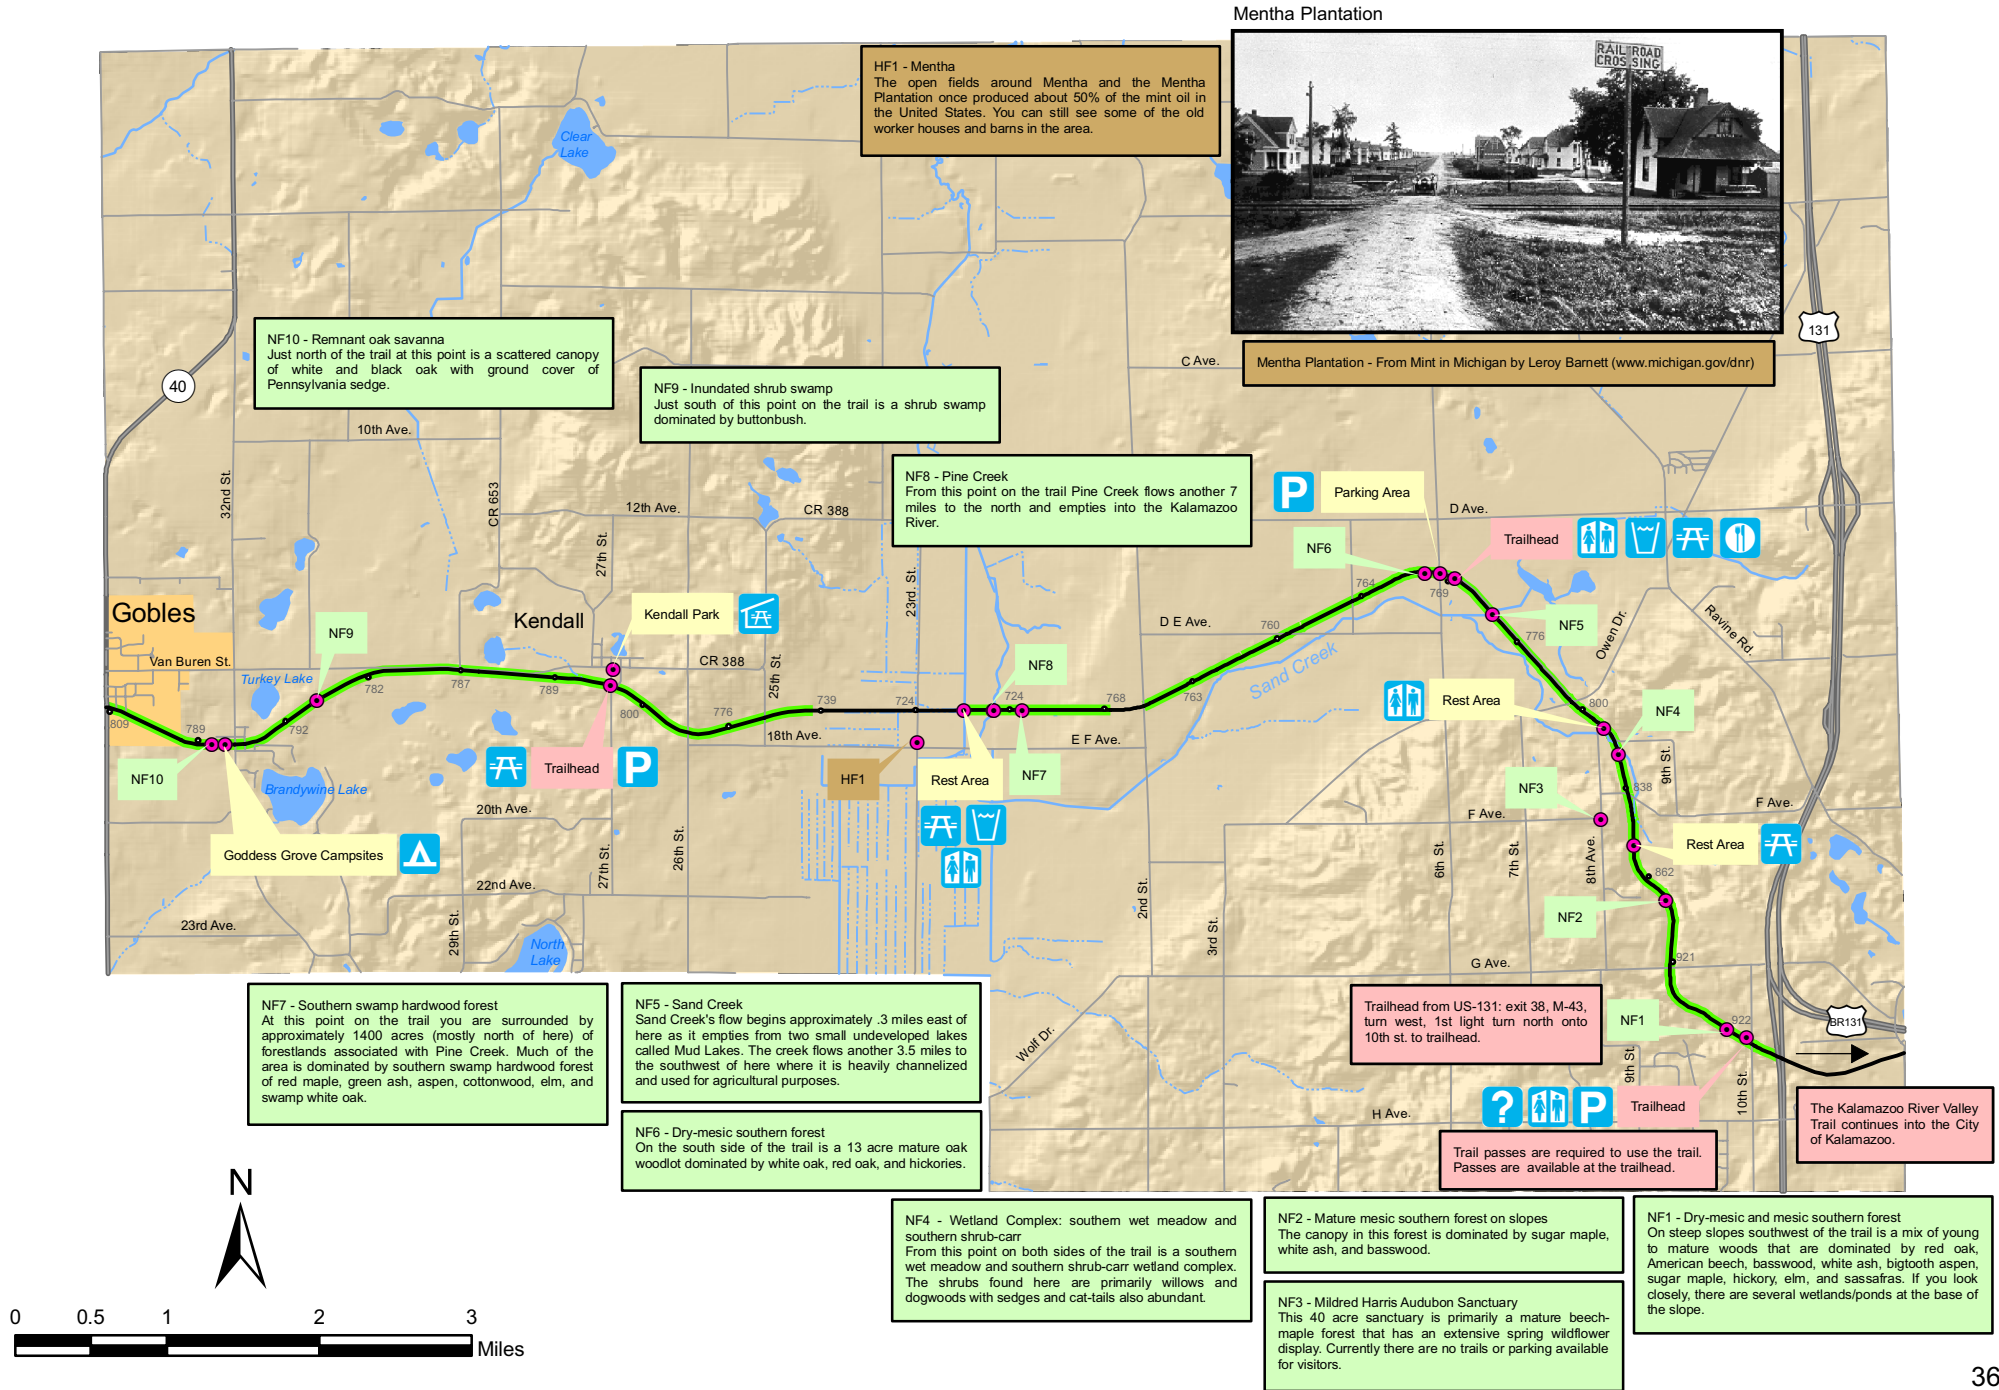 Mentha Plantation
RAILROAD
CROSSING
HF1 - Mentha
The open fields around Mentha and the Mentha
Plantation once produced about 50% of the mint oil in
the United States. You can still see some of the old
worker houses and barns in the area.
Clear
Lake
131
Mentha Plantation - From Mint in Michigan by Leroy Barnett (www.michigan.gov/dnr)
NF10 - Remnant oak savanna
Just north of the trail at this point is a scattered canopy
of white and black oak with ground cover of
Pennsylvania sedge.
40
C Ave.
NF9 - Inundated shrub swamp
Just south of this point on the trail is a shrub swamp
dominated by buttonbush.
10th Ave.
NF8 - Pine Creek
From this point on the trail Pine Creek flows another 7
miles to the north and empties into the Kalamazoo
River.
32nd St.
CR 653
12th Ave.
CR 388
P
Parking Area
D Ave.
NF6
Trailhead
27th St.
23rd. St.
764
769
Gobles
Kendall
Kendall Park
D E Ave.
760
NF5
776
Owen Dr.
Ravine Rd.
NF9
Van Buren St.
CR 388
25th St.
NF8
Sand Creek
Turkey Lake
782
787
789
739
724
724
768
763
Rest Area
800
NF4
809
789
792
800
776
18th Ave.
E F Ave.
NF10
Trailhead
P
HF1
Rest Area
NF7
9th St.
NF3
838
Brandywine Lake
20th Ave.
F Ave.
F Ave.
Goddess Grove Campsites
26th St.
27th St.
6th St.
7th St.
8th Ave.
Rest Area
862
22nd Ave.
23rd Ave.
29th St.
2nd St.
3rd St.
NF2
North
Lake
G Ave.
921
NF7 - Southern swamp hardwood forest
At this point on the trail you are surrounded by
approximately 1400 acres (mostly north of here) of
forestlands associated with Pine Creek. Much of the
area is dominated by southern swamp hardwood forest
of red maple, green ash, aspen, cottonwood, elm, and
swamp white oak.
NF5 - Sand Creek
Sand Creek's flow begins approximately .3 miles east of
here as it empties from two small undeveloped lakes
called Mud Lakes. The creek flows another 3.5 miles to
the southwest of here where it is heavily channelized
and used for agricultural purposes.
Wolf Dr.
Trailhead from US-131: exit 38, M-43,
turn west, 1st light turn north onto
10th st. to trailhead.
NF1
922
BR131
9th St.
10th St.
H Ave.
?
P
Trailhead
The Kalamazoo River Valley
Trail continues into the City
of Kalamazoo.
NF6 - Dry-mesic southern forest
On the south side of the trail is a 13 acre mature oak
woodlot dominated by white oak, red oak, and hickories.
Trail passes are required to use the trail.
Passes are available at the trailhead.
N
NF4 - Wetland Complex: southern wet meadow and
southern shrub-carr
From this point on both sides of the trail is a southern
wet meadow and southern shrub-carr wetland complex.
The shrubs found here are primarily willows and
dogwoods with sedges and cat-tails also abundant.
NF2 - Mature mesic southern forest on slopes
The canopy in this forest is dominated by sugar maple,
white ash, and basswood.
NF3 - Mildred Harris Audubon Sanctuary
This 40 acre sanctuary is primarily a mature beech-
maple forest that has an extensive spring wildflower
display. Currently there are no trails or parking available
for visitors.
NF1 - Dry-mesic and mesic southern forest
On steep slopes southwest of the trail is a mix of young
to mature woods that are dominated by red oak,
American beech, basswood, white ash, bigtooth aspen,
sugar maple, hickory, elm, and sassafras. If you look
closely, there are several wetlands/ponds at the base of
the slope.
0 0.5 1 2 3
Miles
36